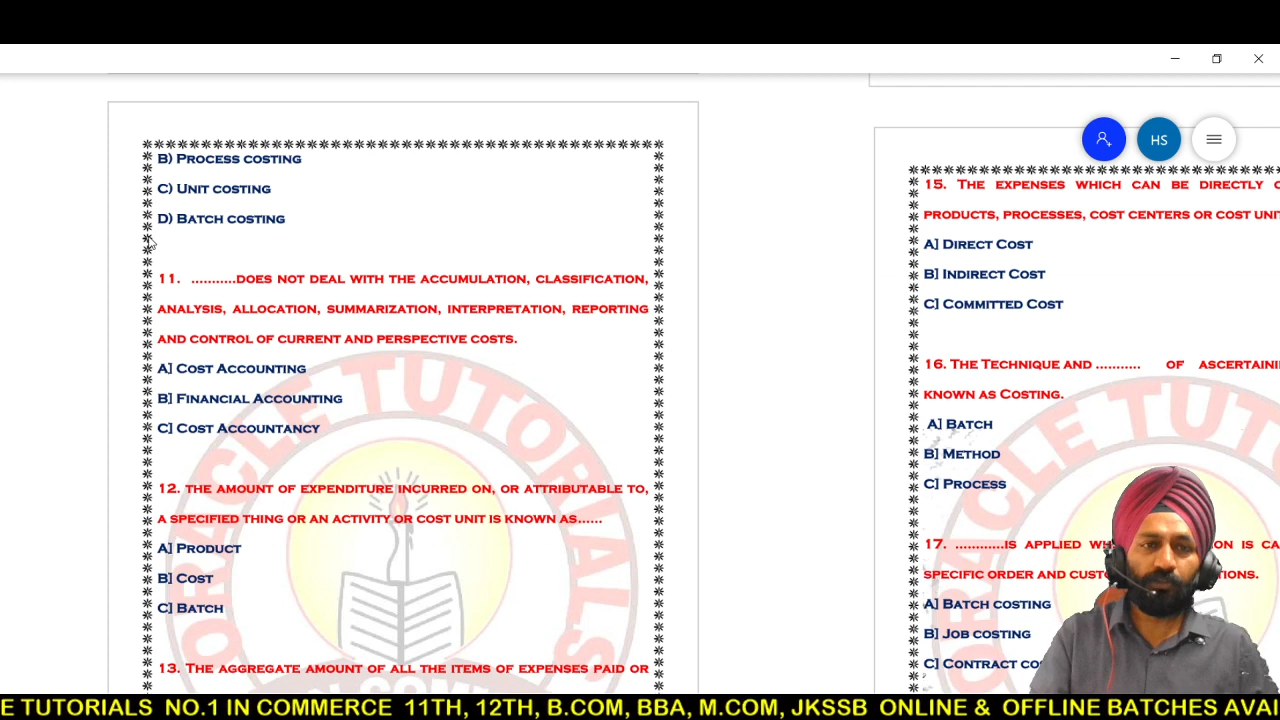 HS
B) Process costing
C) Unit costing
D) Batch costing
11. ...........does not deal with the accumulation, classification,
analysis, allocation, summarization, interpretation, reporting
and control of current and perspective costs.
A] Cost Accounting
B] Financial Accounting
C] Cost Accountancy
12. the amount of expenditure incurred on, or attributable to,
a specified thing or an activity or cost unit is known as......
A] Product
B] Cost
C] Batch
13. The aggregate amount of all the items of expenses paid or
ORACLE TUTORIALS
15. The expenses which can be directly
products, processes, cost centers or cost
A] Direct Cost
B] Indirect Cost
C] Committed Cost
16. The Technique and ........... of
known as Costing.
A] Batch
B] Method
C] Process
17. ............is applied is
specific order and
A] Batch costing
B] Job costing
C] Contract
TUTORIALS NO.1 IN COMMERCE 11TH, 12TH, B.COM, BBA, M.COM, JKSSB ONLINE & OFFLINE BATCHES